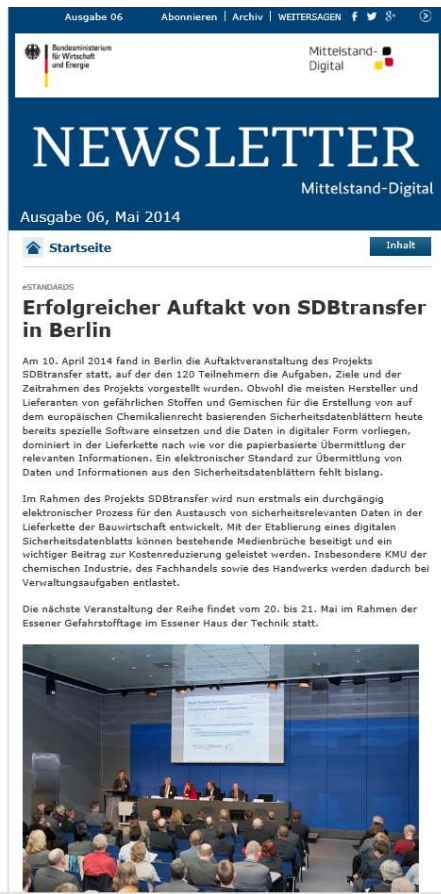 Ausgabe 06 Abonnieren | Archiv | WEITERSAGEN
Bundesministerium
für Wirtschaft
und Energie
Mittelstand-
Digital
NEWSLETTER
Mittelstand-Digital
Ausgabe 06, Mai 2014
Startseite
Inhalt
eSTANDARDS
Erfolgreicher Auftakt von SDBtransfer
in Berlin
Am 10. April 2014 fand in Berlin die Auftaktveranstaltung des Projekts
SDBtransfer statt, auf der den 120 Teilnehmern die Aufgaben, Ziele und der
Zeitrahmen des Projekts vorgestellt wurden. Obwohl die meisten Hersteller und
Lieferanten von gefährlichen Stoffen und Gemischen für die Erstellung von auf
dem europäischen Chemikalienrecht basierenden Sicherheitsdatenblättern heute
bereits spezielle Software einsetzen und die Daten in digitaler Form vorliegen,
dominiert in der Lieferkette nach wie vor die papierbasierte Übermittlung der
relevanten Informationen. Ein elektronischer Standard zur Übermittlung von
Daten und Informationen aus den Sicherheitsdatenblättern fehlt bislang.
Im Rahmen des Projekts SDBtransfer wird nun erstmals ein durchgängig
elektronischer Prozess für den Austausch von sicherheitsrelevanten Daten in der
Lieferkette der Bauwirtschaft entwickelt. Mit der Etablierung eines digitalen
Sicherheitsdatenblatts können bestehende Medienbrüche beseitigt und ein
wichtiger Beitrag zur Kostenreduzierung geleistet werden. Insbesondere KMU der
chemischen Industrie, des Fachhandels sowie des Handwerks werden dadurch bei
Verwaltungsaufgaben entlastet.
Die nächste Veranstaltung der Reihe findet vom 20. bis 21. Mai im Rahmen der
Essener Gefahrstofftage im Essener Haus der Technik statt.